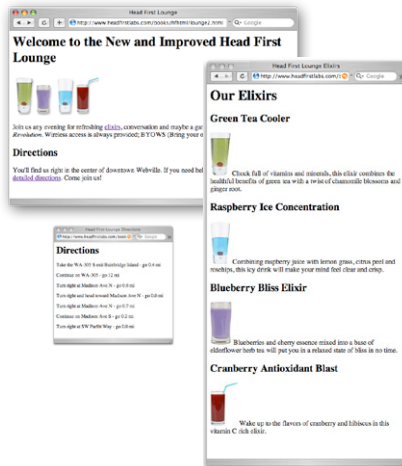 Head First Lounge
http://www.headfirstlabs.com/books/hfhtml/lounge2.html
Google
Welcome to the New and Improved Head First
Lounge
Join us any evening for refreshing elixirs, conversation and maybe a
Revolution. Wireless access is always provided; BYOWS (Bring your
Directions
You'll find us right in the center of downtown Webville. If you need
detailed directions. Come join us!
Head First Lounge Directions
Google
Directions
Take the WA-305 S exit Bainbridge Island - go 0.4 mi
Continue on WA-305 - go 12 mi
Turn right at Madison Ave N - go 0.6 mi
Turn right and head toward Madison Ave N - go 0.6 mi
Turn right at Madison Ave N - go 0.7 mi
Continue on Madison Ave S - go 0.2 mi
Turn right at SW Parfitt Way - go 0.0 mi
Head First Lounge Elixirs
http://www.headfirstlabs.com/
Google
Our Elixirs
Green Tea Cooler
Chock full of vitamins and minerals, this elixir combines the
healthful benefits of green tea with a twist of chamomile blossoms and
ginger root.
Raspberry Ice Concentration
Combining raspberry juice with lemon grass, citrus peel and
rosehips, this icy drink will make your mind feel clear and crisp.
Blueberry Bliss Elixir
Blueberries and cherry essence mixed into a base of
elderflower herb tea will put you in a relaxed state of bliss in no time.
Cranberry Antioxidant Blast
Wake up to the flavors of cranberry and hibiscus in this
vitamin C rich elixir.